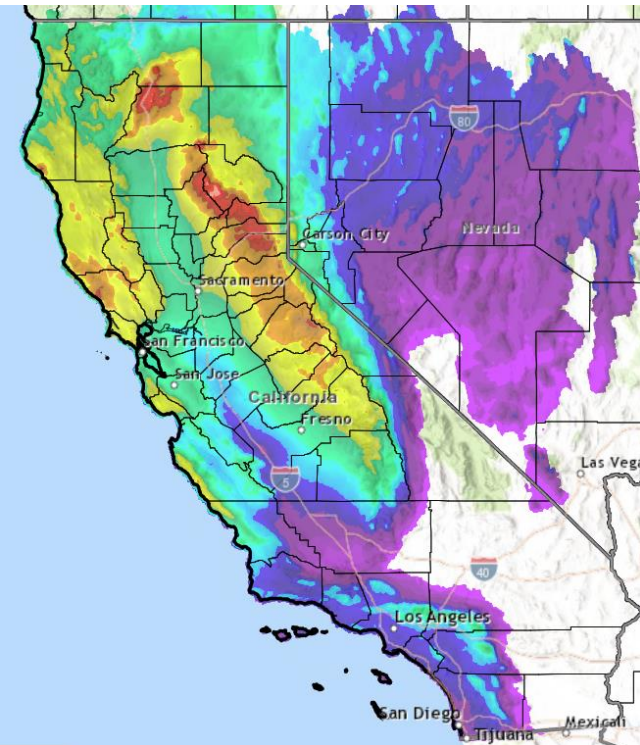 80
Nevada
Carson City
Sacramento
San Francisco
San Jose
California
Fresno
5
Las Vega
40
Los Angeles
San Diego
Tijuana
Mexicali